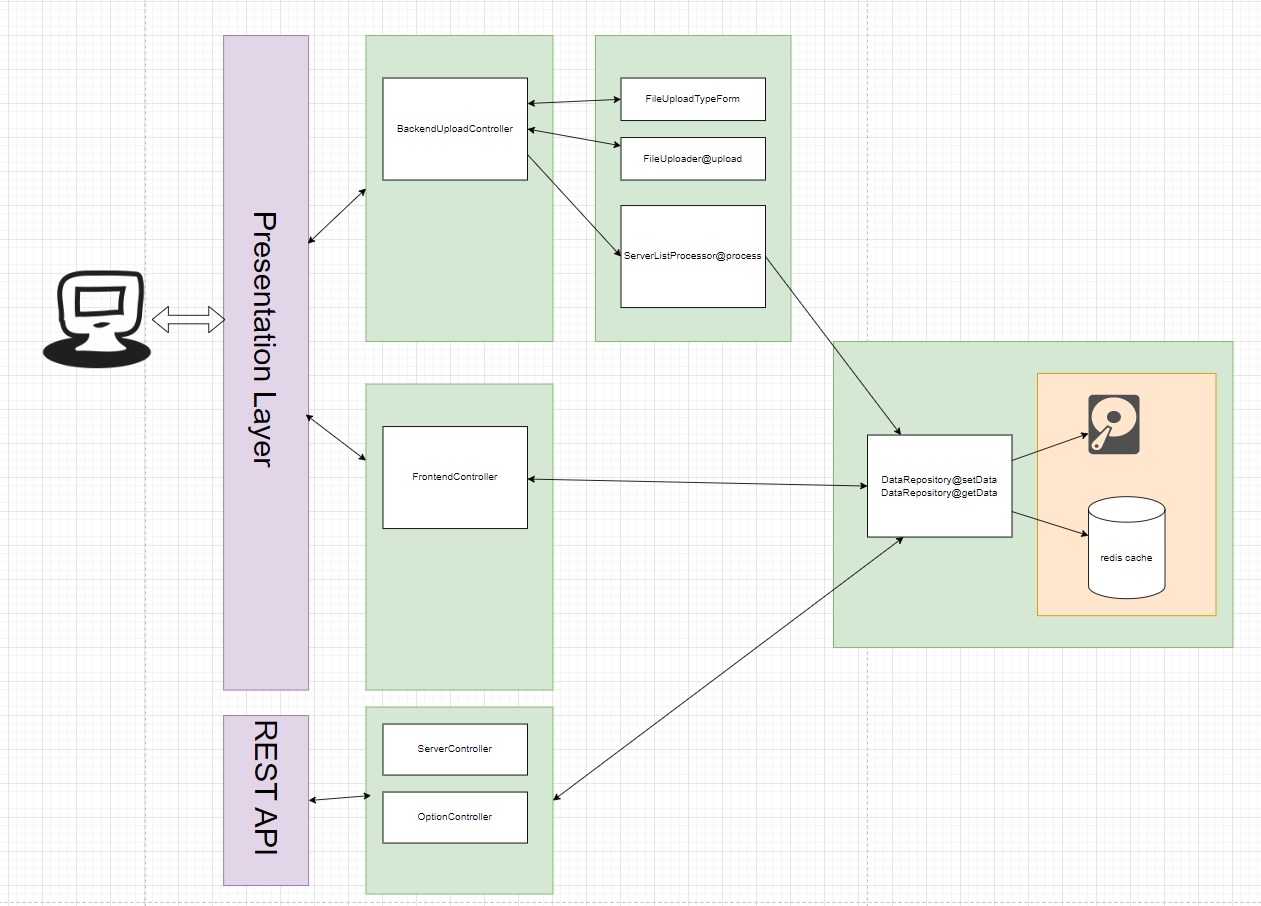 Presentation Layer
BackendUploadController
FileUploadTypeForm
FileUploader@upload
ServerListProcessor@process
FrontendController
DataRepository@setData
DataRepository@getData
redis cache
REST API
ServerController
OptionController